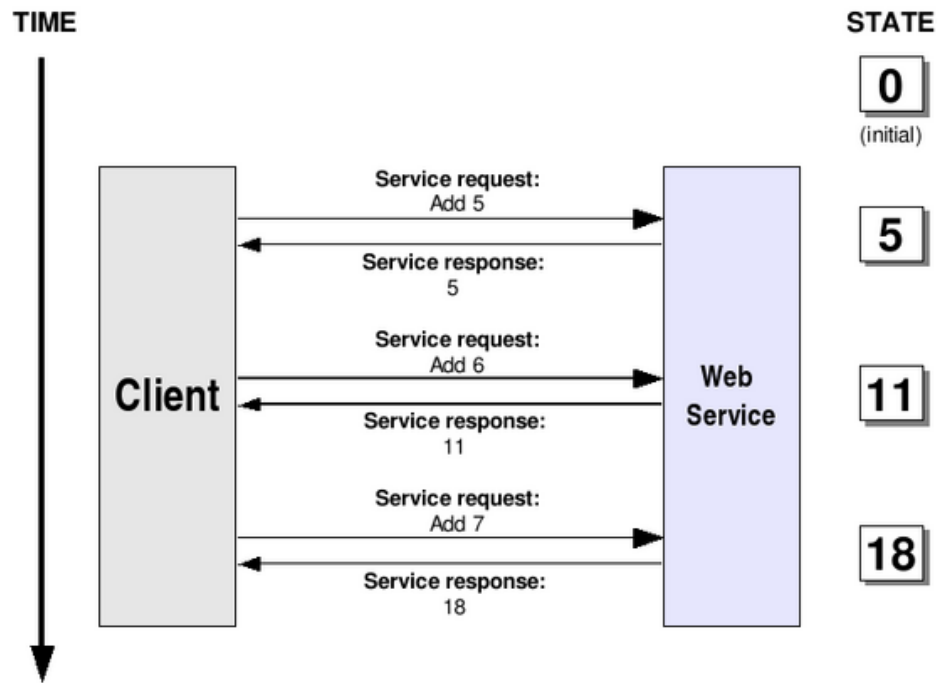 TIME
STATE
0
(initial)
Service request:
Add 5
5
Service response:
5
Service request:
Add 6
Client
Web
Service
11
Service response:
11
Service request:
Add 7
18
Service response:
18